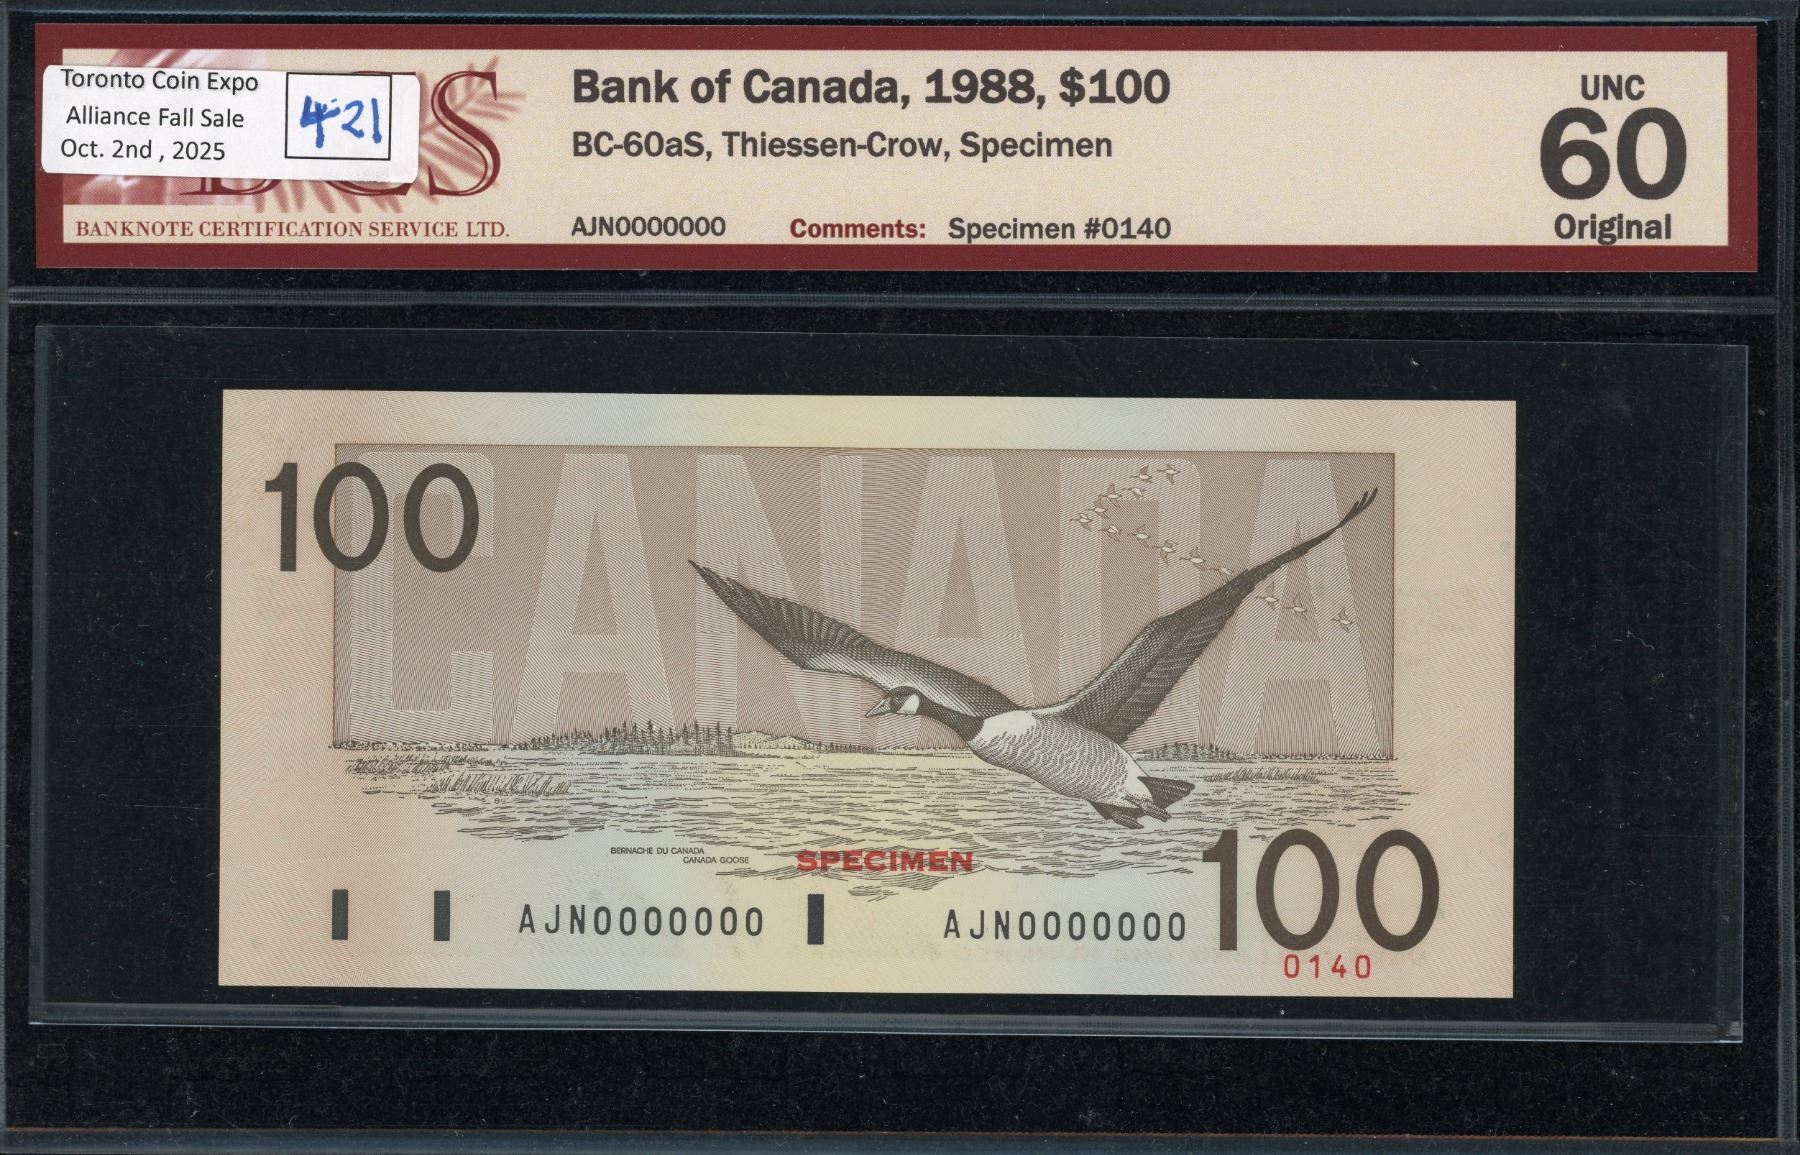 Toronto Coin Expo
Alliance Fall Sale
Oct. 2nd , 2025
421
BCS
BANKNOTE CERTIFICATION SERVICE LTD.
Bank of Canada, 1988, $100
BC-60aS, Thiessen-Crow, Specimen
AJN0000000 Comments: Specimen #0140
UNC
60
Original
100
CANADA
BERNACHE DU CANADA
CANADA GOOSE
SPECIMEN
AJN0000000 AJN0000000
100
0140